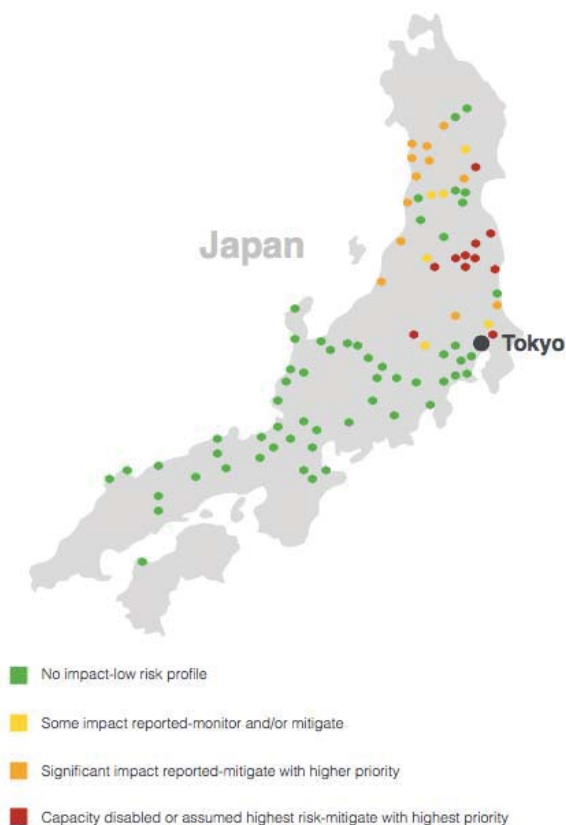 Japan
Tokyo
No impact-low risk profile
Some impact reported-monitor and/or mitigate
Significant impact reported-mitigate with higher priority
Capacity disabled or assumed highest risk-mitigate with highest priority